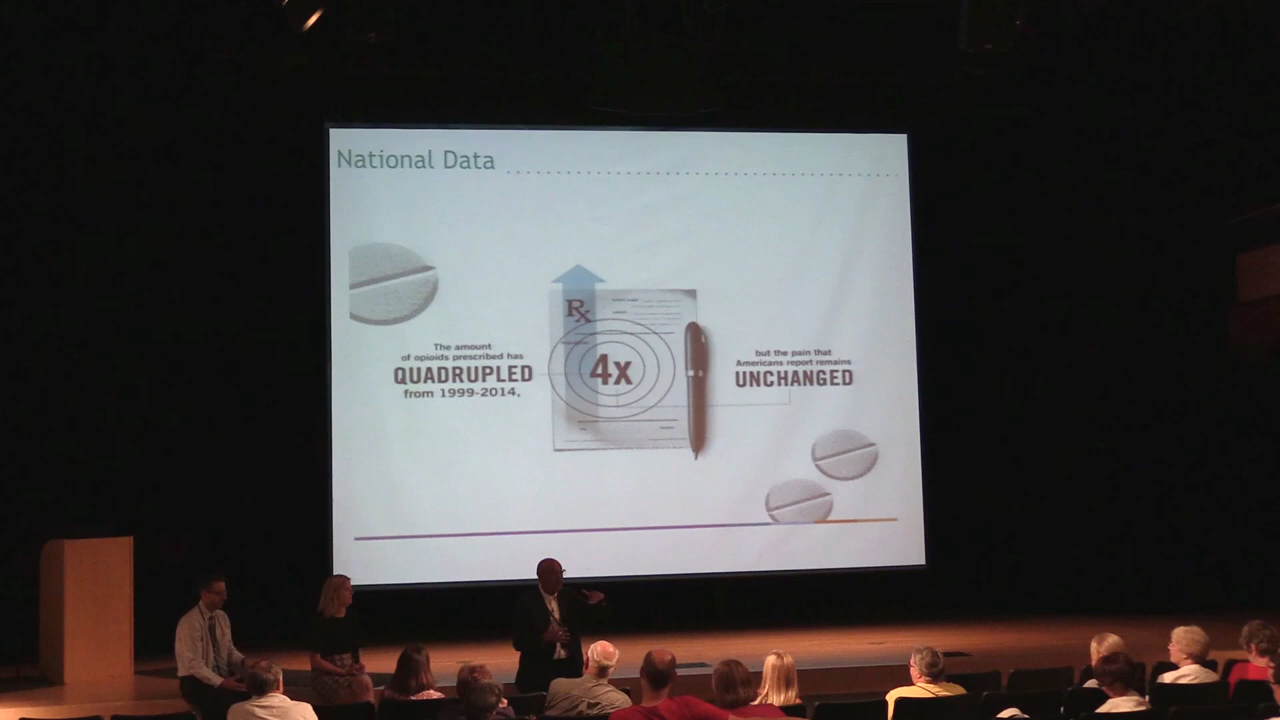 National Data
The amount
of opioids prescribed has
QUADRUPLED
from 1999-2014,
Rx
4x
but the pain that
Americans report remains
UNCHANGED